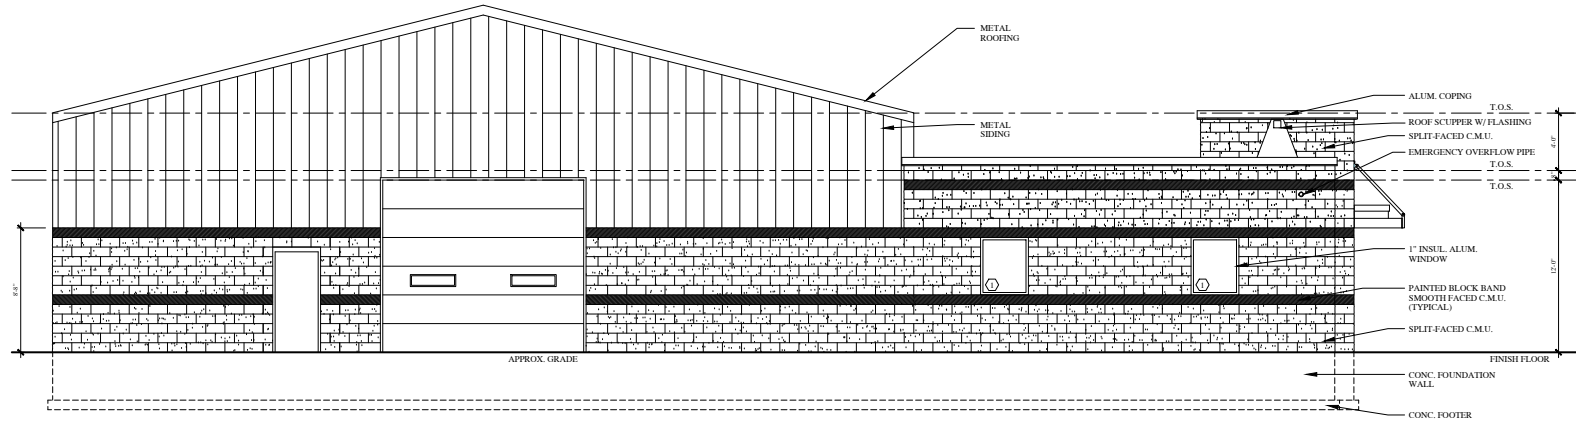 METAL
ROOFING
METAL
SIDING
ALUM. COPING
T.O.S.
ROOF SCUPPER W/ FLASHING
SPLIT-FACED C.M.U.
4'-0"
EMERGENCY OVERFLOW PIPE
T.O.S.
8"
T.O.S.
1" INSUL. ALUM.
WINDOW
12'-0"
1
1
8'-8"
PAINTED BLOCK BAND
SMOOTH FACED C.M.U.
(TYPICAL)
SPLIT-FACED C.M.U.
APPROX. GRADE
FINISH FLOOR
CONC. FOUNDATION
WALL
CONC. FOOTER